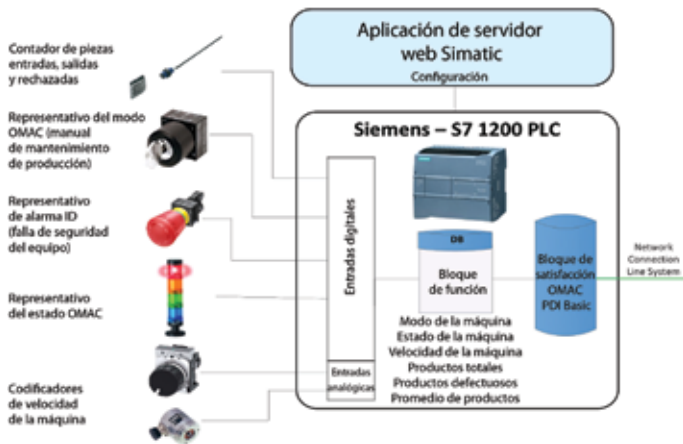 Aplicación de servidor
web Simatic
Configuración
Contador de piezas
entradas, salidas
y rechazadas
Representativo del modo
OMAC (manual
de mantenimiento
de producción)
Representativo
de alarma ID
(falla de seguridad
del equipo)
Representativo
del estado OMAC
Codificadores
de velocidad
de la máquina
Siemens – S7 1200 PLC
Entradas digitales
Entradas
analógicas
DB
Bloque
de función
Modo de la máquina
Estado de la máquina
Velocidad de la máquina
Productos totales
Productos defectuosos
Promedio de productos
Bloque de
satisfacción
OMAC
PDI Basic
Network
Connection
Line System